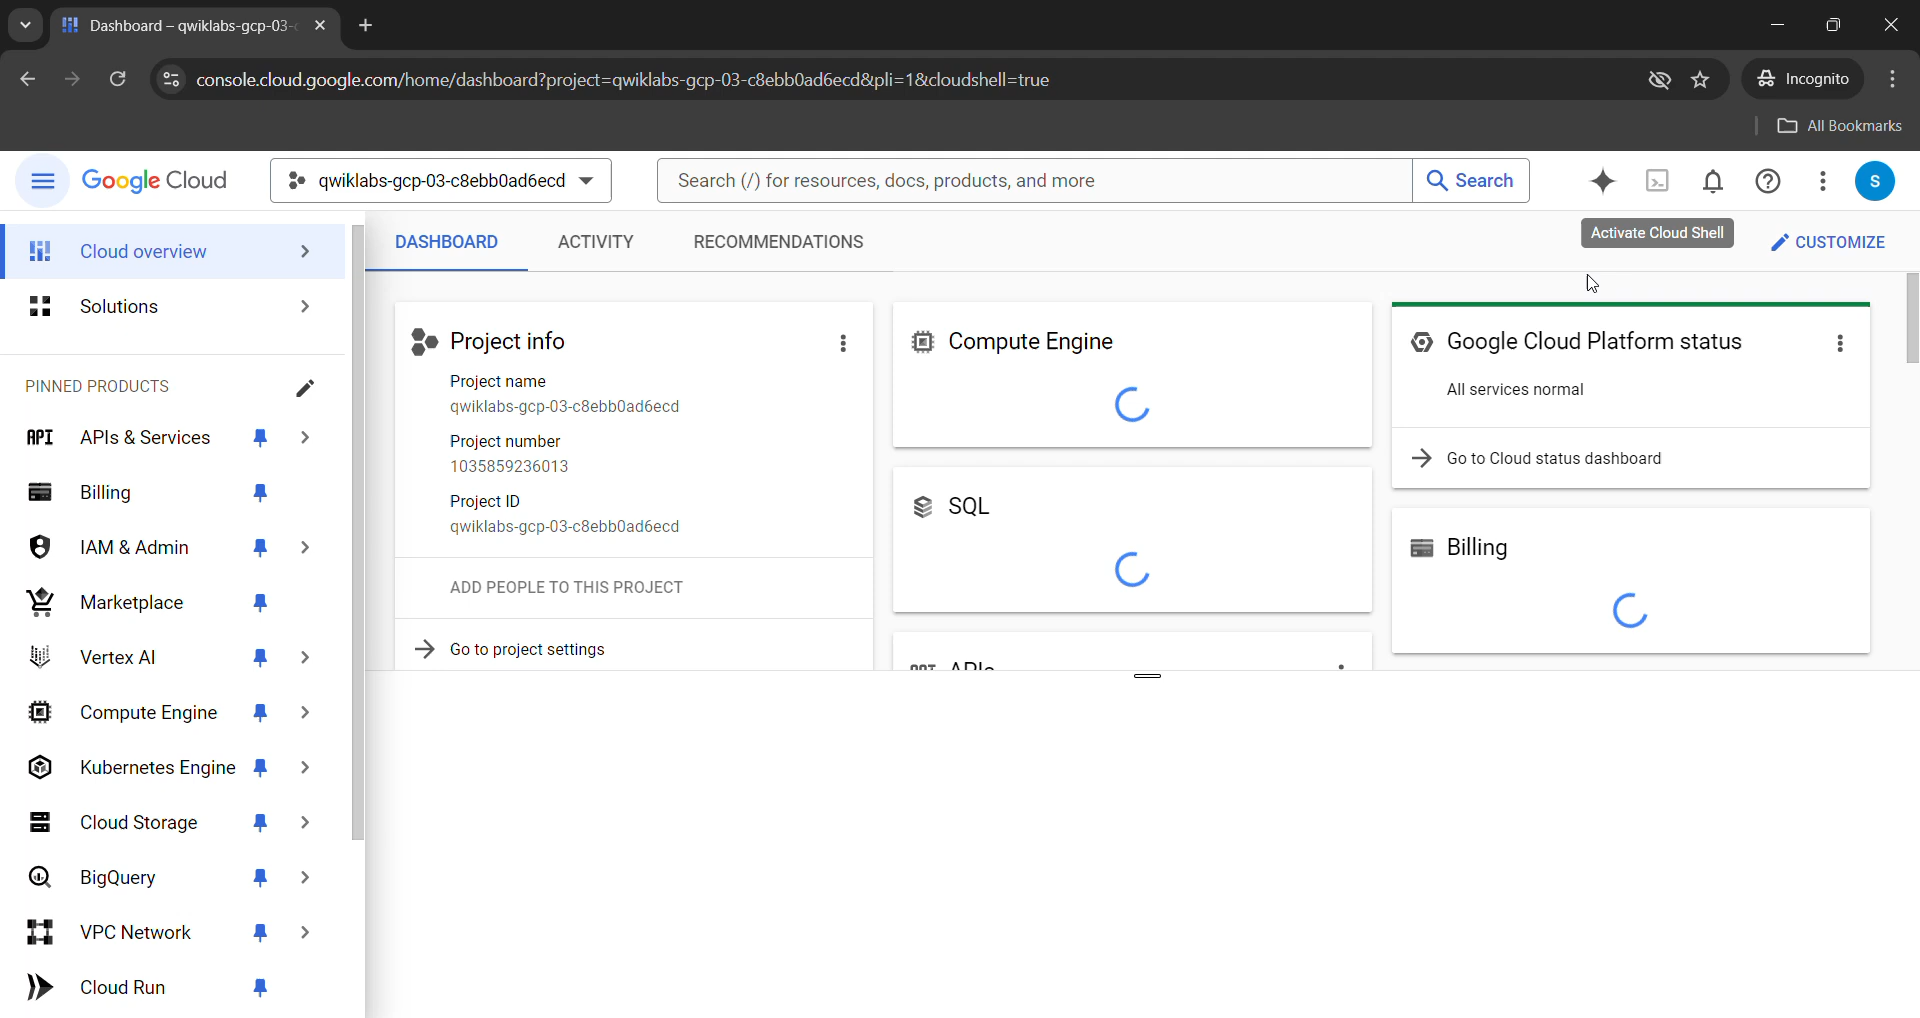 Dashboard – qwiklabs-gcp-03-
console.cloud.google.com/home/dashboard?project=qwiklabs-gcp-03-c8ebb0ad6ecd&pli=1&cloudshell=true
Incognito
All Bookmarks
Google Cloud
qwiklabs-gcp-03-c8ebb0ad6ecd
Search (/) for resources, docs, products, and more
Search
S
Cloud overview
Solutions
PINNED PRODUCTS
API APIs & Services
Billing
IAM & Admin
Marketplace
Vertex AI
Compute Engine
Kubernetes Engine
Cloud Storage
BigQuery
VPC Network
Cloud Run
DASHBOARD
ACTIVITY
RECOMMENDATIONS
Activate Cloud Shell
CUSTOMIZE
Project info
Project name
qwiklabs-gcp-03-c8ebb0ad6ecd
Project number
1035859236013
Project ID
qwiklabs-gcp-03-c8ebb0ad6ecd
ADD PEOPLE TO THIS PROJECT
Go to project settings
Compute Engine
SQL
API APIs
Google Cloud Platform status
All services normal
Go to Cloud status dashboard
Billing